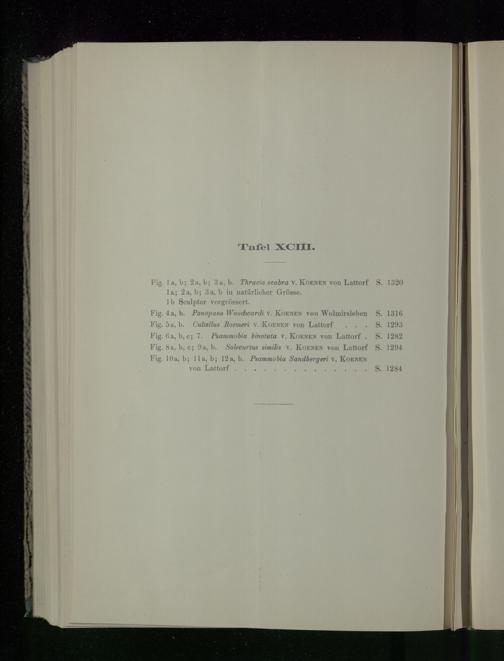 Tafel XCIII.
Fig. 1a, b; 2a, b; 3a, b. Thracia scabra v. Koenen von Lattorf S. 1320
1a; 2a, b; 3a, b in natürlicher Grösse.
1b Sculptur vergrössert.
Fig. 4a, b. Panopaea Woodwardi v. Koenen von Wolmirsleben S. 1316
Fig. 5a, b. Cultellus Roemeri v. Koenen von Lattorf . . . S. 1293
Fig. 6a, b, c; 7. Psammobia binotata v. Koenen von Lattorf . S. 1282
Fig. 8a, b, c; 9a, b. Solecurtus similis v. Koenen von Lattorf S. 1294
Fig. 10a, b; 11a, b; 12a, b. Psammobia Sandbergeri v. Koenen
von Lattorf . . . . . . . . . . . . . . S. 1284